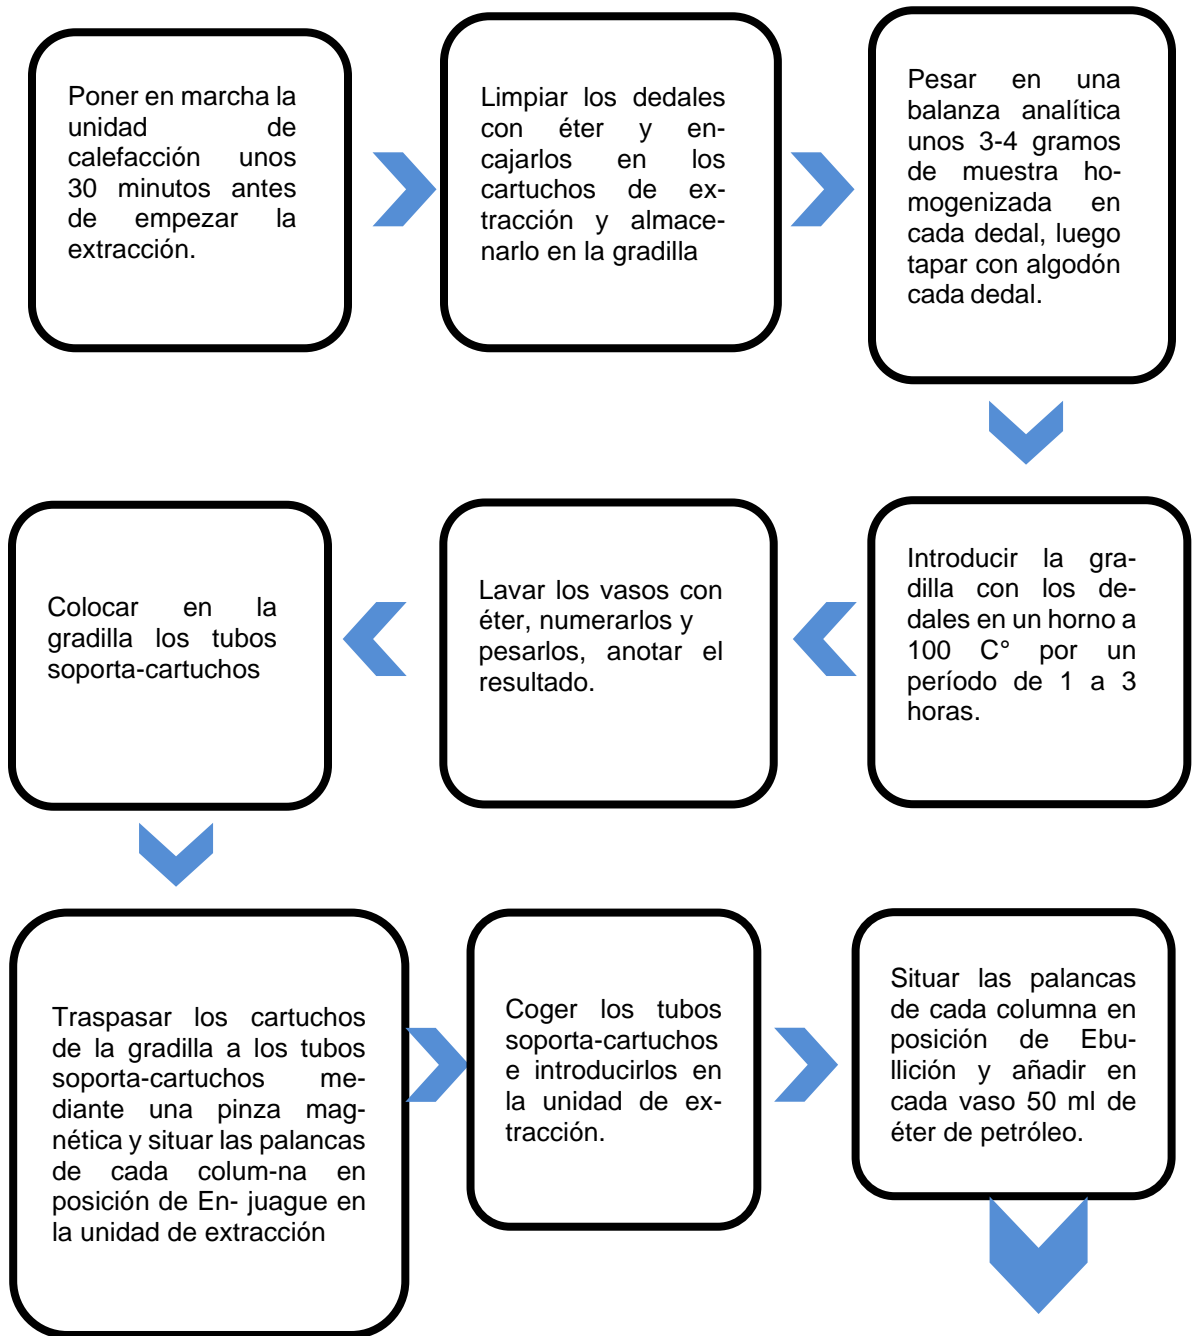 Poner en marcha la
unidad de
calefacción unos
30 minutos antes
de empezar la
extracción.
Limpiar los dedales
con éter y en-
cajarlos en los
cartuchos de ex-
tracción y almace-
narlo en la gradilla
Pesar en una
balanza analítica
unos 3-4 gramos
de muestra ho-
mogenizada en
cada dedal, luego
tapar con algodón
cada dedal.
Introducir la gra-
dilla con los de-
dales en un horno a
100 C° por un
período de 1 a 3
horas.
Lavar los vasos con
éter, numerarlos y
pesarlos, anotar el
resultado.
Colocar en la
gradilla los tubos
soporta-cartuchos
Traspasar los cartuchos
de la gradilla a los tubos
soporta-cartuchos me-
diante una pinza mag-
nética y situar las palancas
de cada colum-na en
posición de En- juague en
la unidad de extracción
Coger los tubos
soporta-cartuchos
e introducirlos en
la unidad de ex-
tracción.
Situar las palancas
de cada columna en
posición de Ebu-
llición y añadir en
cada vaso 50 ml de
éter de petróleo.